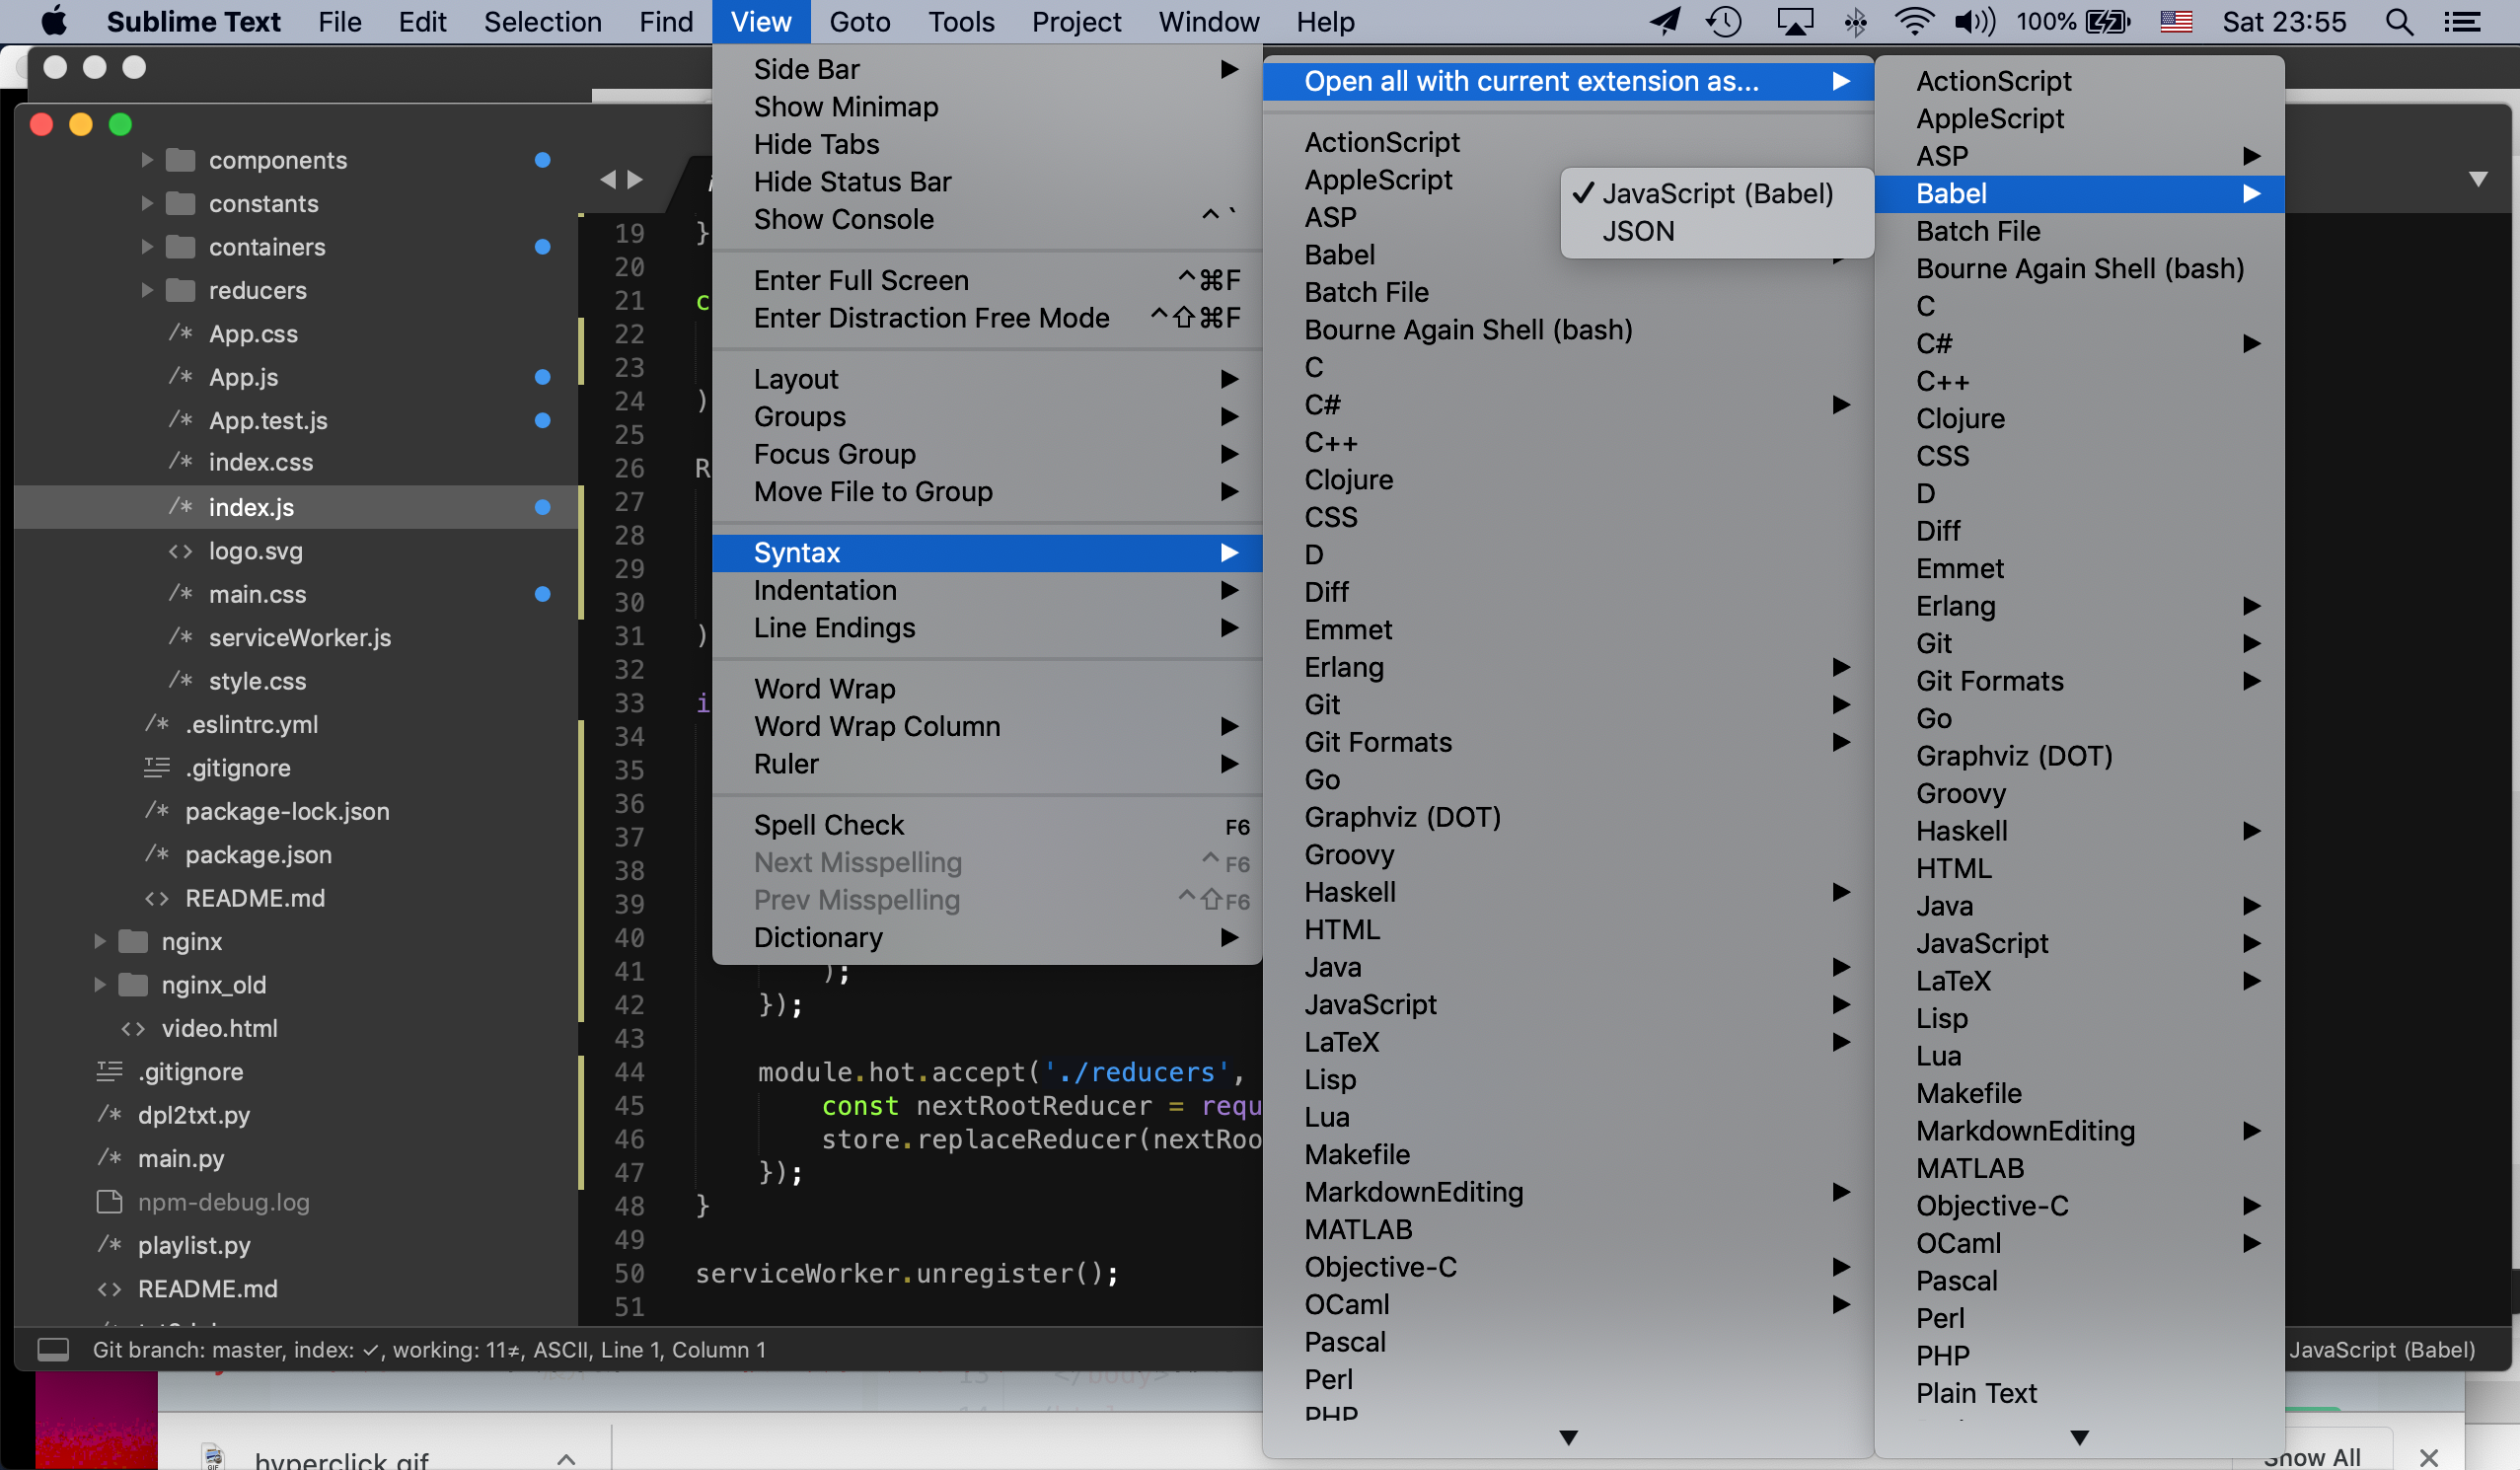 Sublime Text File Edit Selection Find View Goto Tools Project Window Help 100% Sat 23:55
components
constants
containers
reducers
/* App.css
/* App.js
/* App.test.js
/* index.css
/* index.js
<> logo.svg
/* main.css
/* serviceWorker.js
/* style.css
/* .eslintrc.yml
.gitignore
/* package-lock.json
/* package.json
<> README.md
nginx
nginx_old
<> video.html
.gitignore
/* dpl2txt.py
/* main.py
npm-debug.log
/* playlist.py
<> README.md
19 }
20
21 c
22
23
24 )
25
26 R
27
28
29
30
31 )
32
33 i
34
35
36
37
38
39
40
41 );
42 });
43
44 module.hot.accept('./reducers',
45 const nextRootReducer = requ
46 store.replaceReducer(nextRoo
47 });
48 }
49
50 serviceWorker.unregister();
51
Side Bar
Show Minimap
Hide Tabs
Hide Status Bar
Show Console ^ `
Enter Full Screen ^⌘F
Enter Distraction Free Mode ^⇧⌘F
Layout
Groups
Focus Group
Move File to Group
Syntax
Indentation
Line Endings
Word Wrap
Word Wrap Column
Ruler
Spell Check F6
Next Misspelling ^ F6
Prev Misspelling ^⇧F6
Dictionary
Open all with current extension as...
ActionScript
AppleScript
ASP
Babel
Batch File
Bourne Again Shell (bash)
C
C#
C++
Clojure
CSS
D
Diff
Emmet
Erlang
Git
Git Formats
Go
Graphviz (DOT)
Groovy
Haskell
HTML
Java
JavaScript
LaTeX
Lisp
Lua
Makefile
MarkdownEditing
MATLAB
Objective-C
OCaml
Pascal
Perl
PHP
✓ JavaScript (Babel)
JSON
ActionScript
AppleScript
ASP
Babel
Batch File
Bourne Again Shell (bash)
C
C#
C++
Clojure
CSS
D
Diff
Emmet
Erlang
Git
Git Formats
Go
Graphviz (DOT)
Groovy
Haskell
HTML
Java
JavaScript
LaTeX
Lisp
Lua
Makefile
MarkdownEditing
MATLAB
Objective-C
OCaml
Pascal
Perl
PHP
Plain Text
Git branch: master, index: ✓, working: 11≠, ASCII, Line 1, Column 1
JavaScript (Babel)
13 </body>
hyperclick.gif
Show All